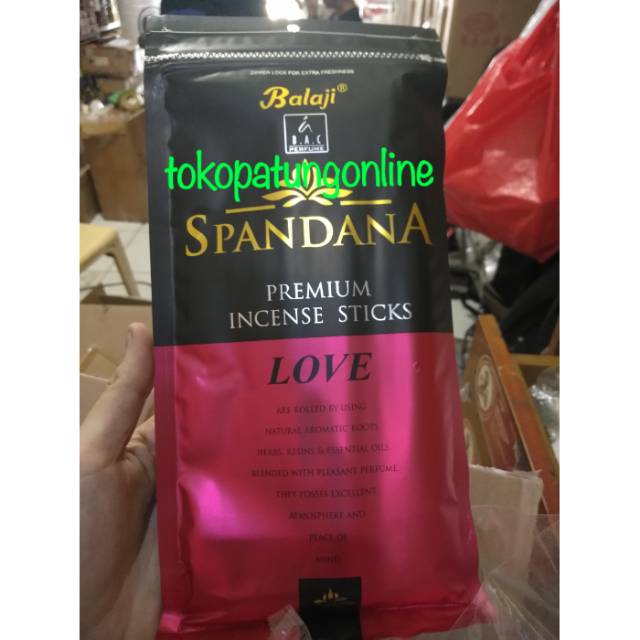 ZIPPER LOCK FOR EXTRA FRESHNESS
Balaji®
B.A.C
PERFUME
tokopatungonline
SPANDANA
PREMIUM
INCENSE STICKS
LOVE
ARE ROLLED BY USING
NATURAL AROMATIC ROOTS
HERBS, RESINS & ESSENTIAL OILS
BLENDED WITH PLEASANT PERFUME
THEY POSSES EXCELLENT
ATMOSPHERE AND
PEACE OF
MIND